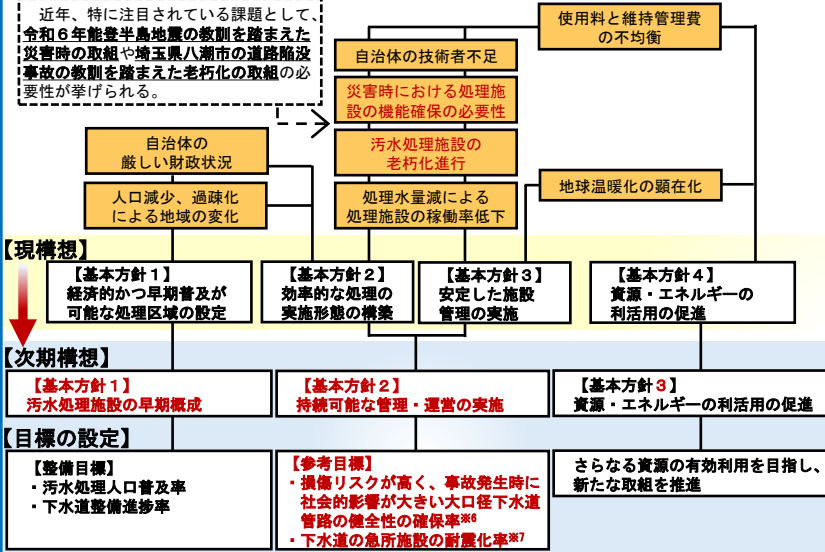 近年、特に注目されている課題として、
令和６年能登半島地震の教訓を踏まえた
災害時の取組や埼玉県八潮市の道路陥没
事故の教訓を踏まえた老朽化の取組の必
要性が挙げられる。
使用料と維持管理費
の不均衡
自治体の技術者不足
災害時における処理施
設の機能確保の必要性
汚水処理施設の
老朽化進行
自治体の
厳しい財政状況
人口減少、過疎化
による地域の変化
処理水量減による
処理施設の稼働率低下
地球温暖化の顕在化
【現構想】
【基本方針１】
経済的かつ早期普及が
可能な処理区域の設定
【基本方針２】
効率的な処理の
実施形態の構築
【基本方針３】
安定した施設
管理の実施
【基本方針４】
資源・エネルギーの
利活用の促進
【次期構想】
【基本方針１】
汚水処理施設の早期概成
【基本方針２】
持続可能な管理・運営の実施
【基本方針３】
資源・エネルギーの利活用の促進
【目標の設定】
【整備目標】
・汚水処理人口普及率
・下水道整備進捗率
【参考目標】
・損傷リスクが高く、事故発生時に
社会的影響が大きい大口径下水道
管路の健全性の確保率※6
・下水道の急所施設の耐震化率※7
さらなる資源の有効利用を目指し、
新たな取組を推進